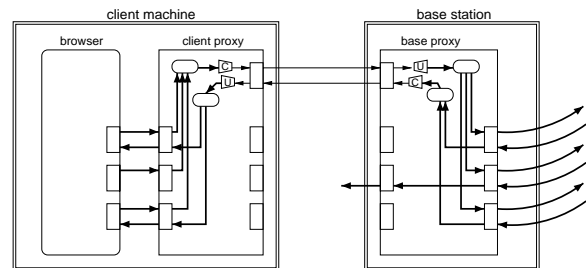 client machine
base station
browser
client proxy
base proxy
C
U
U
C